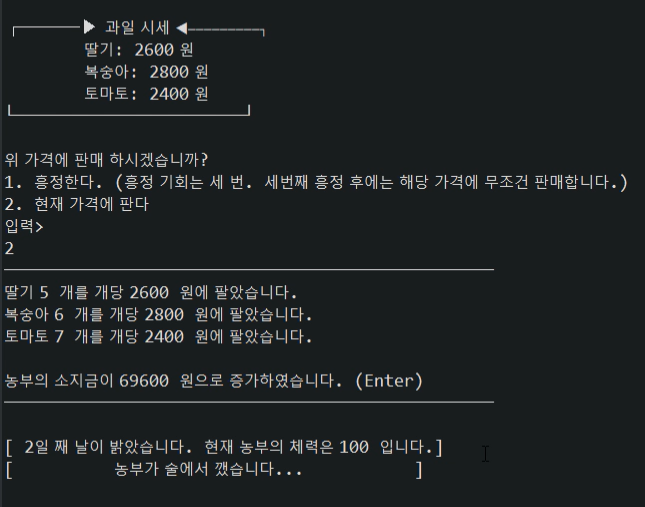 ▶ 과일 시세 ◀
딸기: 2600 원
복숭아: 2800 원
토마토: 2400 원
위 가격에 판매 하시겠습니까?
1. 흥정한다. (흥정 기회는 세 번. 세번째 흥정 후에는 해당 가격에 무조건 판매합니다.)
2. 현재 가격에 판다
입력>
2
딸기 5 개를 개당 2600 원에 팔았습니다.
복숭아 6 개를 개당 2800 원에 팔았습니다.
토마토 7 개를 개당 2400 원에 팔았습니다.
농부의 소지금이 69600 원으로 증가하였습니다. (Enter)
[ 2일 째 날이 밝았습니다. 현재 농부의 체력은 100 입니다.]
[ 농부가 술에서 깼습니다... ]